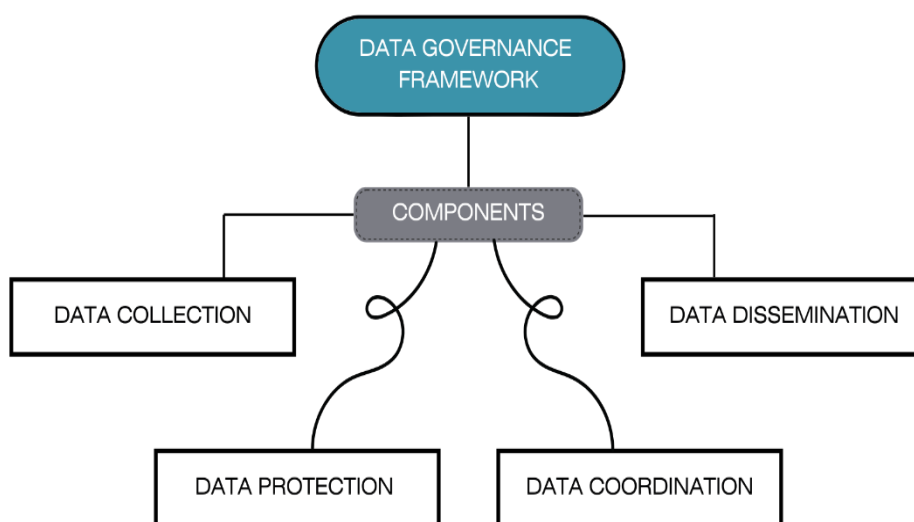 DATA GOVERNANCE
FRAMEWORK
COMPONENTS
DATA COLLECTION
DATA DISSEMINATION
DATA PROTECTION
DATA COORDINATION